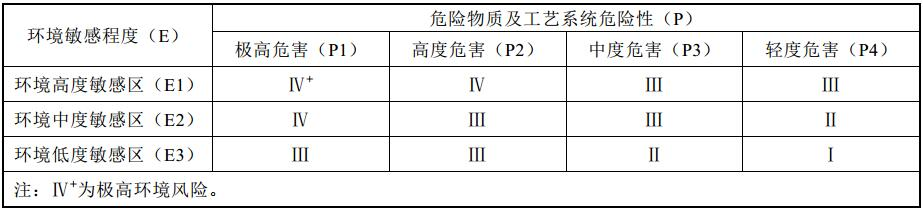 环境敏感程度（E） 危险物质及工艺系统危险性（P）
极高危害（P1） 高度危害（P2） 中度危害（P3） 轻度危害（P4）
环境高度敏感区（E1） Ⅳ⁺ Ⅳ Ⅲ Ⅲ
环境中度敏感区（E2） Ⅳ Ⅲ Ⅲ Ⅱ
环境低度敏感区（E3） Ⅲ Ⅲ Ⅱ Ⅰ
注：Ⅳ⁺为极高环境风险。